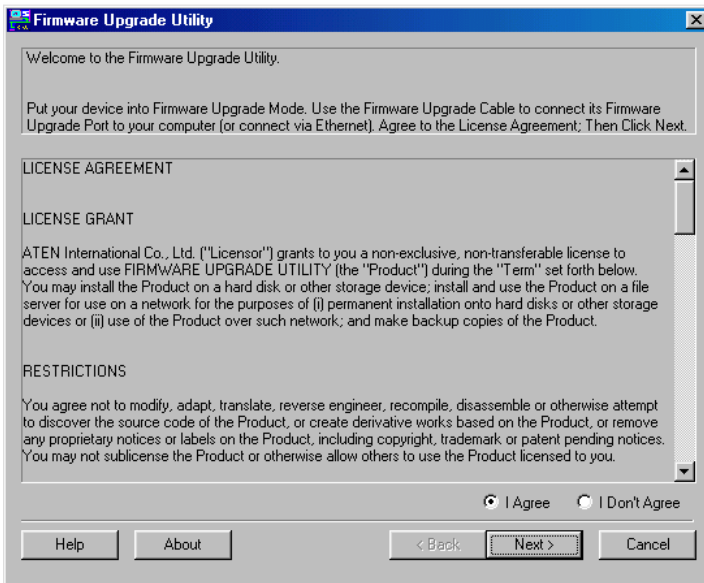 Firmware Upgrade Utility
Welcome to the Firmware Upgrade Utility.
Put your device into Firmware Upgrade Mode. Use the Firmware Upgrade Cable to connect its Firmware
Upgrade Port to your computer (or connect via Ethernet). Agree to the License Agreement; Then Click Next.
LICENSE AGREEMENT
LICENSE GRANT
ATEN International Co., Ltd. ("Licensor") grants to you a non-exclusive, non-transferable license to
access and use FIRMWARE UPGRADE UTILITY (the "Product") during the "Term" set forth below.
You may install the Product on a hard disk or other storage device; install and use the Product on a file
server for use on a network for the purposes of (i) permanent installation onto hard disks or other storage
devices or (ii) use of the Product over such network; and make backup copies of the Product.
RESTRICTIONS
You agree not to modify, adapt, translate, reverse engineer, recompile, disassemble or otherwise attempt
to discover the source code of the Product, or create derivative works based on the Product, or remove
any proprietary notices or labels on the Product, including copyright, trademark or patent pending notices.
You may not sublicense the Product or otherwise allow others to use the Product licensed to you.
I Agree I Don't Agree
Help About < Back Next > Cancel